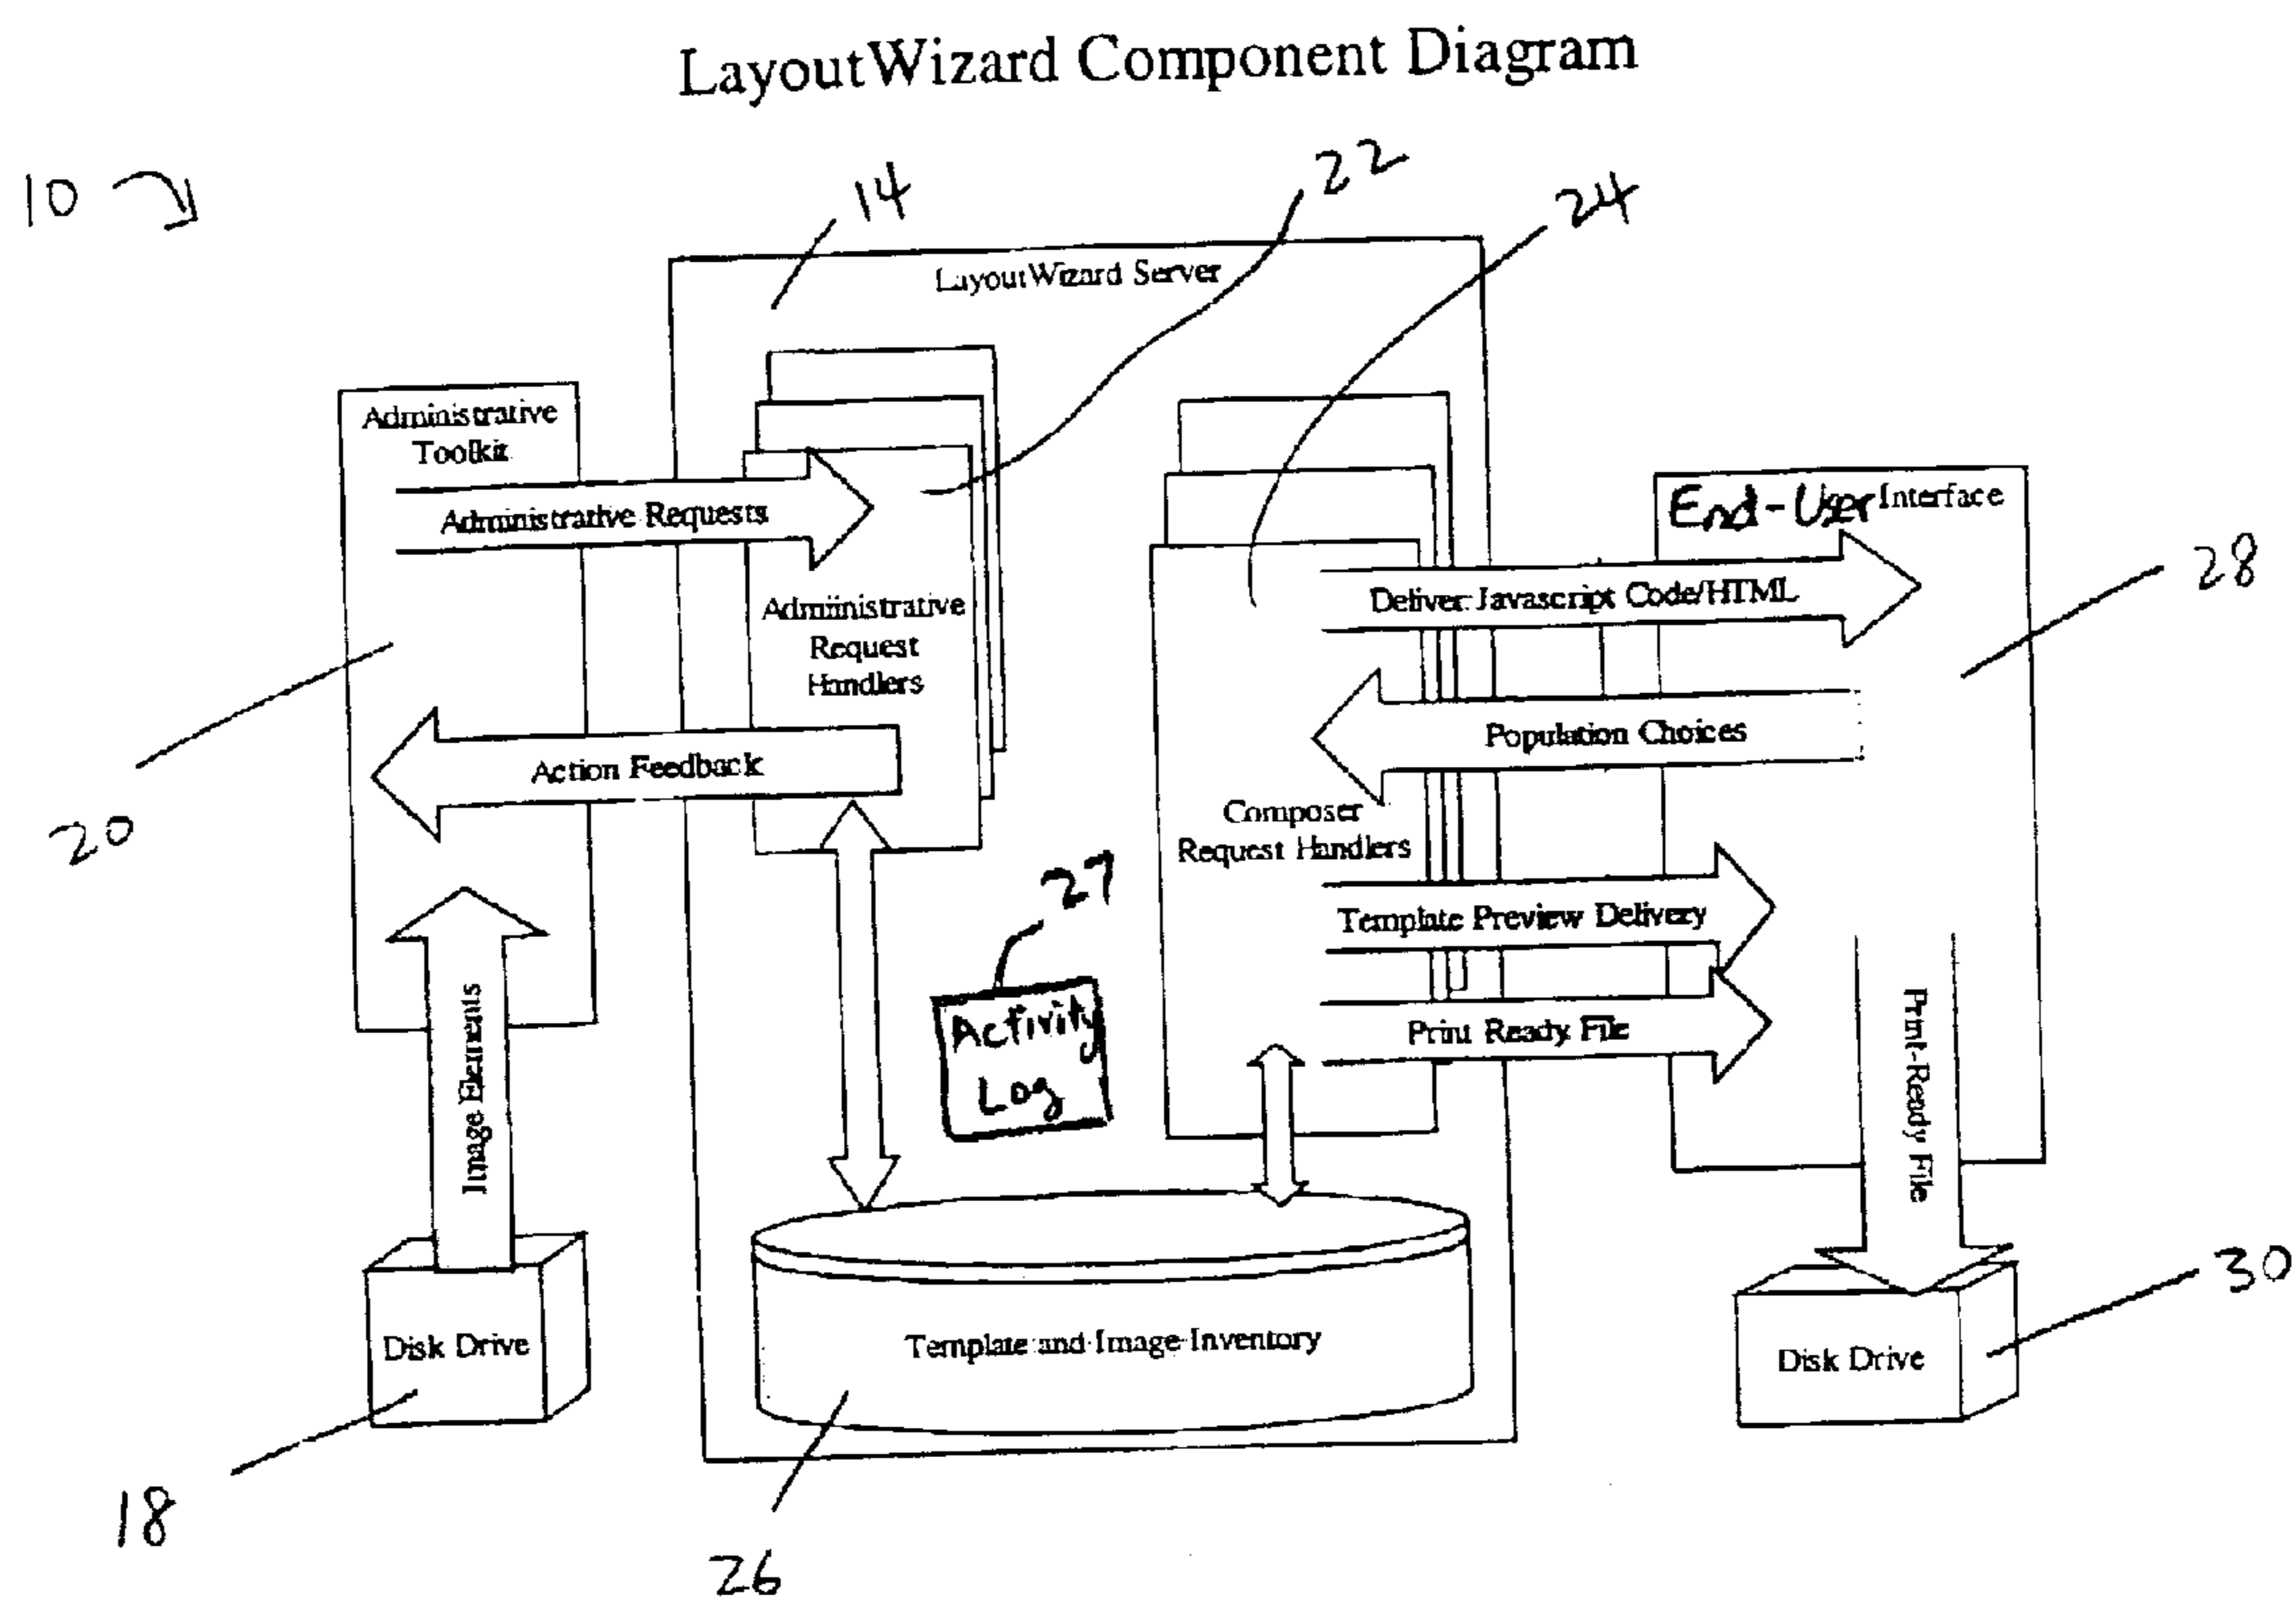 LayoutWizard Component Diagram
10
14
22
24
LayoutWizard Server
Administrative
Toolkit
Administrative Requests
End-User Interface
28
Deliver Javascript Code/HTML
Administrative
Request
Handlers
Population Choices
Action Feedback
20
Composer
Request Handlers
27
Template Preview Delivery
Activity
Log
Print Ready File
Image Elements
Print-Ready File
30
Disk Drive
Template and Image Inventory
Disk Drive
18
26